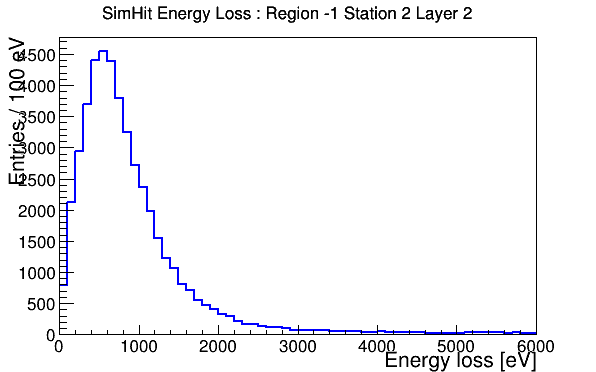 SimHit Energy Loss : Region -1 Station 2 Layer 2
Entries / 100 eV
4500
4000
3500
3000
2500
2000
1500
1000
500
0
0 1000 2000 3000 4000 5000 6000
Energy loss [eV]